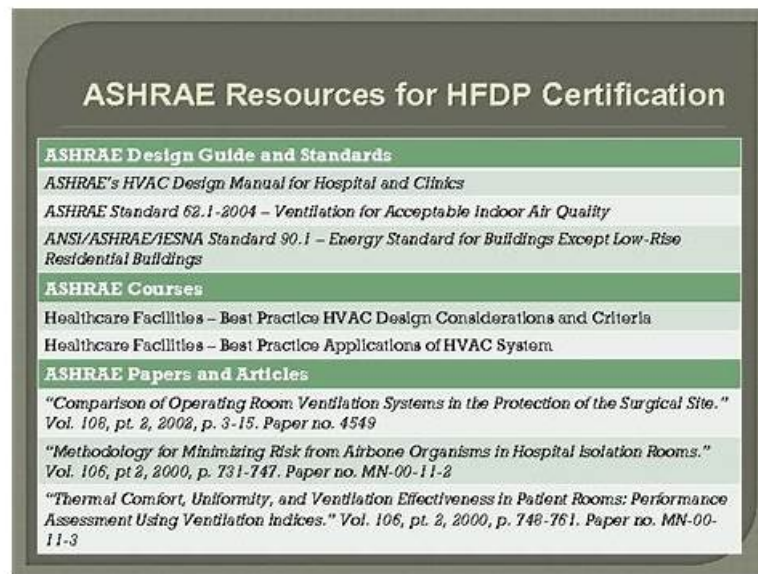 ASHRAE Resources for HFDP Certification
ASHRAE Design Guide and Standards
ASHRAE's HVAC Design Manual for Hospital and Clinics
ASHRAE Standard 62.1-2004 – Ventilation for Acceptable Indoor Air Quality
ANSI/ASHRAE/IESNA Standard 90.1 – Energy Standard for Buildings Except Low-Rise
Residential Buildings
ASHRAE Courses
Healthcare Facilities – Best Practice HVAC Design Considerations and Criteria
Healthcare Facilities – Best Practice Applications of HVAC System
ASHRAE Papers and Articles
“Comparison of Operating Room Ventilation Systems in the Protection of the Surgical Site.”
Vol. 108, pt. 2, 2002, p. 3-15. Paper no. 4549
“Methodology for Minimizing Risk from Airbone Organisms in Hospital Isolation Rooms.”
Vol. 106, pt 2, 2000, p. 731-747. Paper no. MN-00-11-2
“Thermal Comfort, Uniformity, and Ventilation Effectiveness in Patient Rooms: Performance
Assessment Using Ventilation Indices.” Vol. 106, pt. 2, 2000, p. 748-761. Paper no. MN-00-
11-3